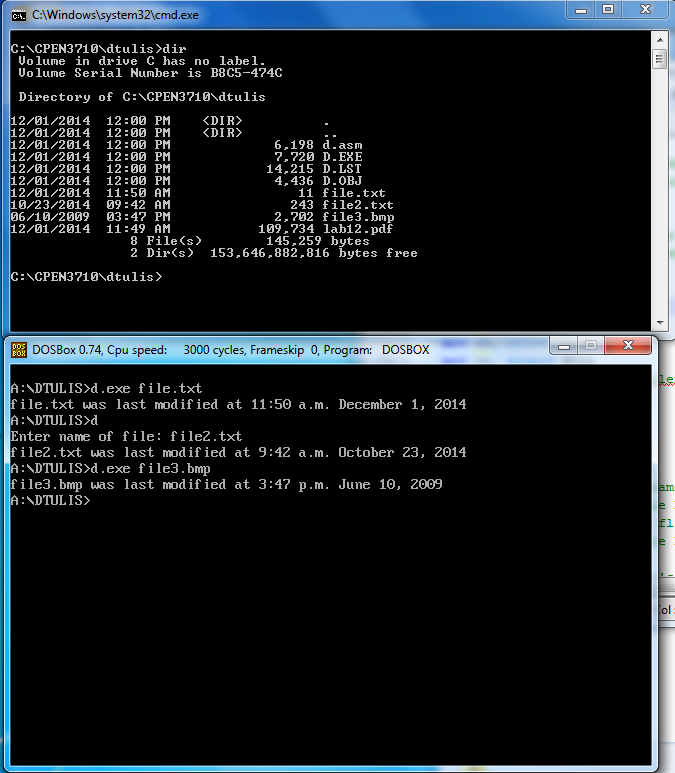 C:\Windows\system32\cmd.exe
C:\CPEN3710\dtulis>dir
Volume in drive C has no label.
Volume Serial Number is B8C5-474C
Directory of C:\CPEN3710\dtulis
12/01/2014  12:00 PM    <DIR>          .
12/01/2014  12:00 PM    <DIR>          ..
12/01/2014  12:00 PM             6,198 d.asm
12/01/2014  12:00 PM             7,720 D.EXE
12/01/2014  12:00 PM            14,215 D.LST
12/01/2014  12:00 PM             4,436 D.OBJ
12/01/2014  11:50 AM                11 file.txt
10/23/2014  09:42 AM               243 file2.txt
06/10/2009  03:47 PM             2,702 file3.bmp
12/01/2014  11:49 AM           109,734 lab12.pdf
8 File(s)        145,259 bytes
2 Dir(s)  153,646,882,816 bytes free
C:\CPEN3710\dtulis>
DOSBox 0.74, Cpu speed:    3000 cycles, Frameskip  0, Program:   DOSBOX
A:\DTULIS>d.exe file.txt
file.txt was last modified at 11:50 a.m. December 1, 2014
A:\DTULIS>d
Enter name of file: file2.txt
file2.txt was last modified at 9:42 a.m. October 23, 2014
A:\DTULIS>d.exe file3.bmp
file3.bmp was last modified at 3:47 p.m. June 10, 2009
A:\DTULIS>